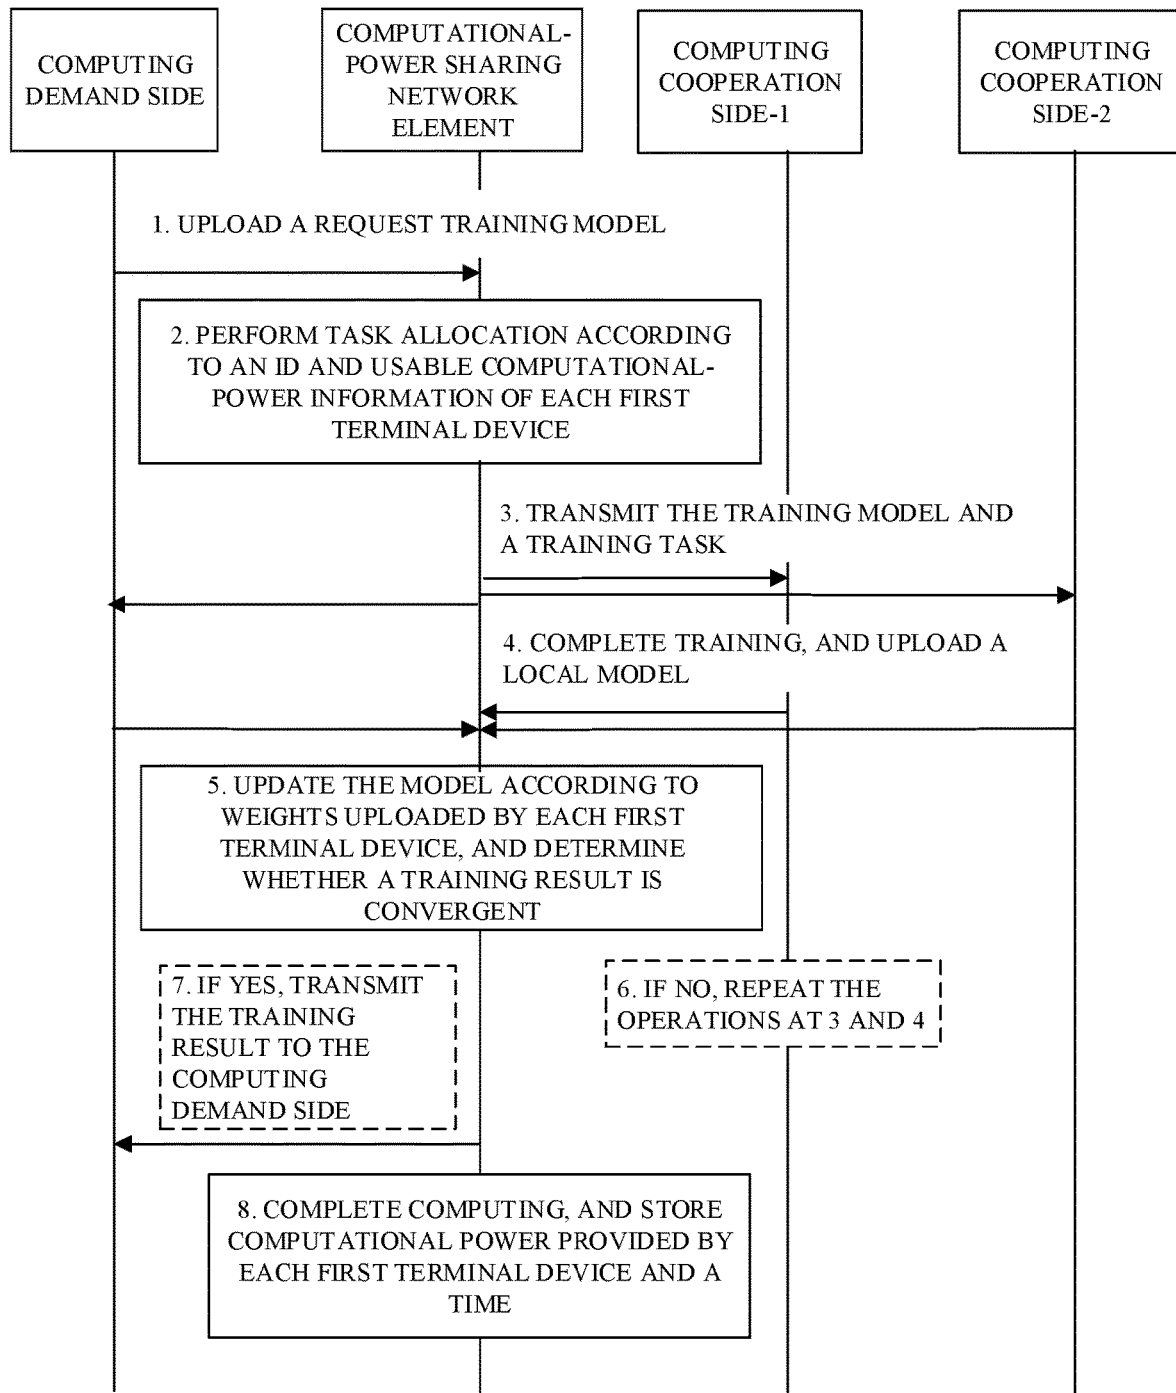 COMPUTING
DEMAND SIDE
COMPUTATIONAL-
POWER SHARING
NETWORK
ELEMENT
COMPUTING
COOPERATION
SIDE-1
COMPUTING
COOPERATION
SIDE-2
1. UPLOAD A REQUEST TRAINING MODEL
2. PERFORM TASK ALLOCATION ACCORDING
TO AN ID AND USABLE COMPUTATIONAL-
POWER INFORMATION OF EACH FIRST
TERMINAL DEVICE
3. TRANSMIT THE TRAINING MODEL AND
A TRAINING TASK
4. COMPLETE TRAINING, AND UPLOAD A
LOCAL MODEL
5. UPDATE THE MODEL ACCORDING TO
WEIGHTS UPLOADED BY EACH FIRST
TERMINAL DEVICE, AND DETERMINE
WHETHER A TRAINING RESULT IS
CONVERGENT
7. IF YES, TRANSMIT
THE TRAINING
RESULT TO THE
COMPUTING
DEMAND SIDE
6. IF NO, REPEAT THE
OPERATIONS AT 3 AND 4
8. COMPLETE COMPUTING, AND STORE
COMPUTATIONAL POWER PROVIDED BY
EACH FIRST TERMINAL DEVICE AND A
TIME